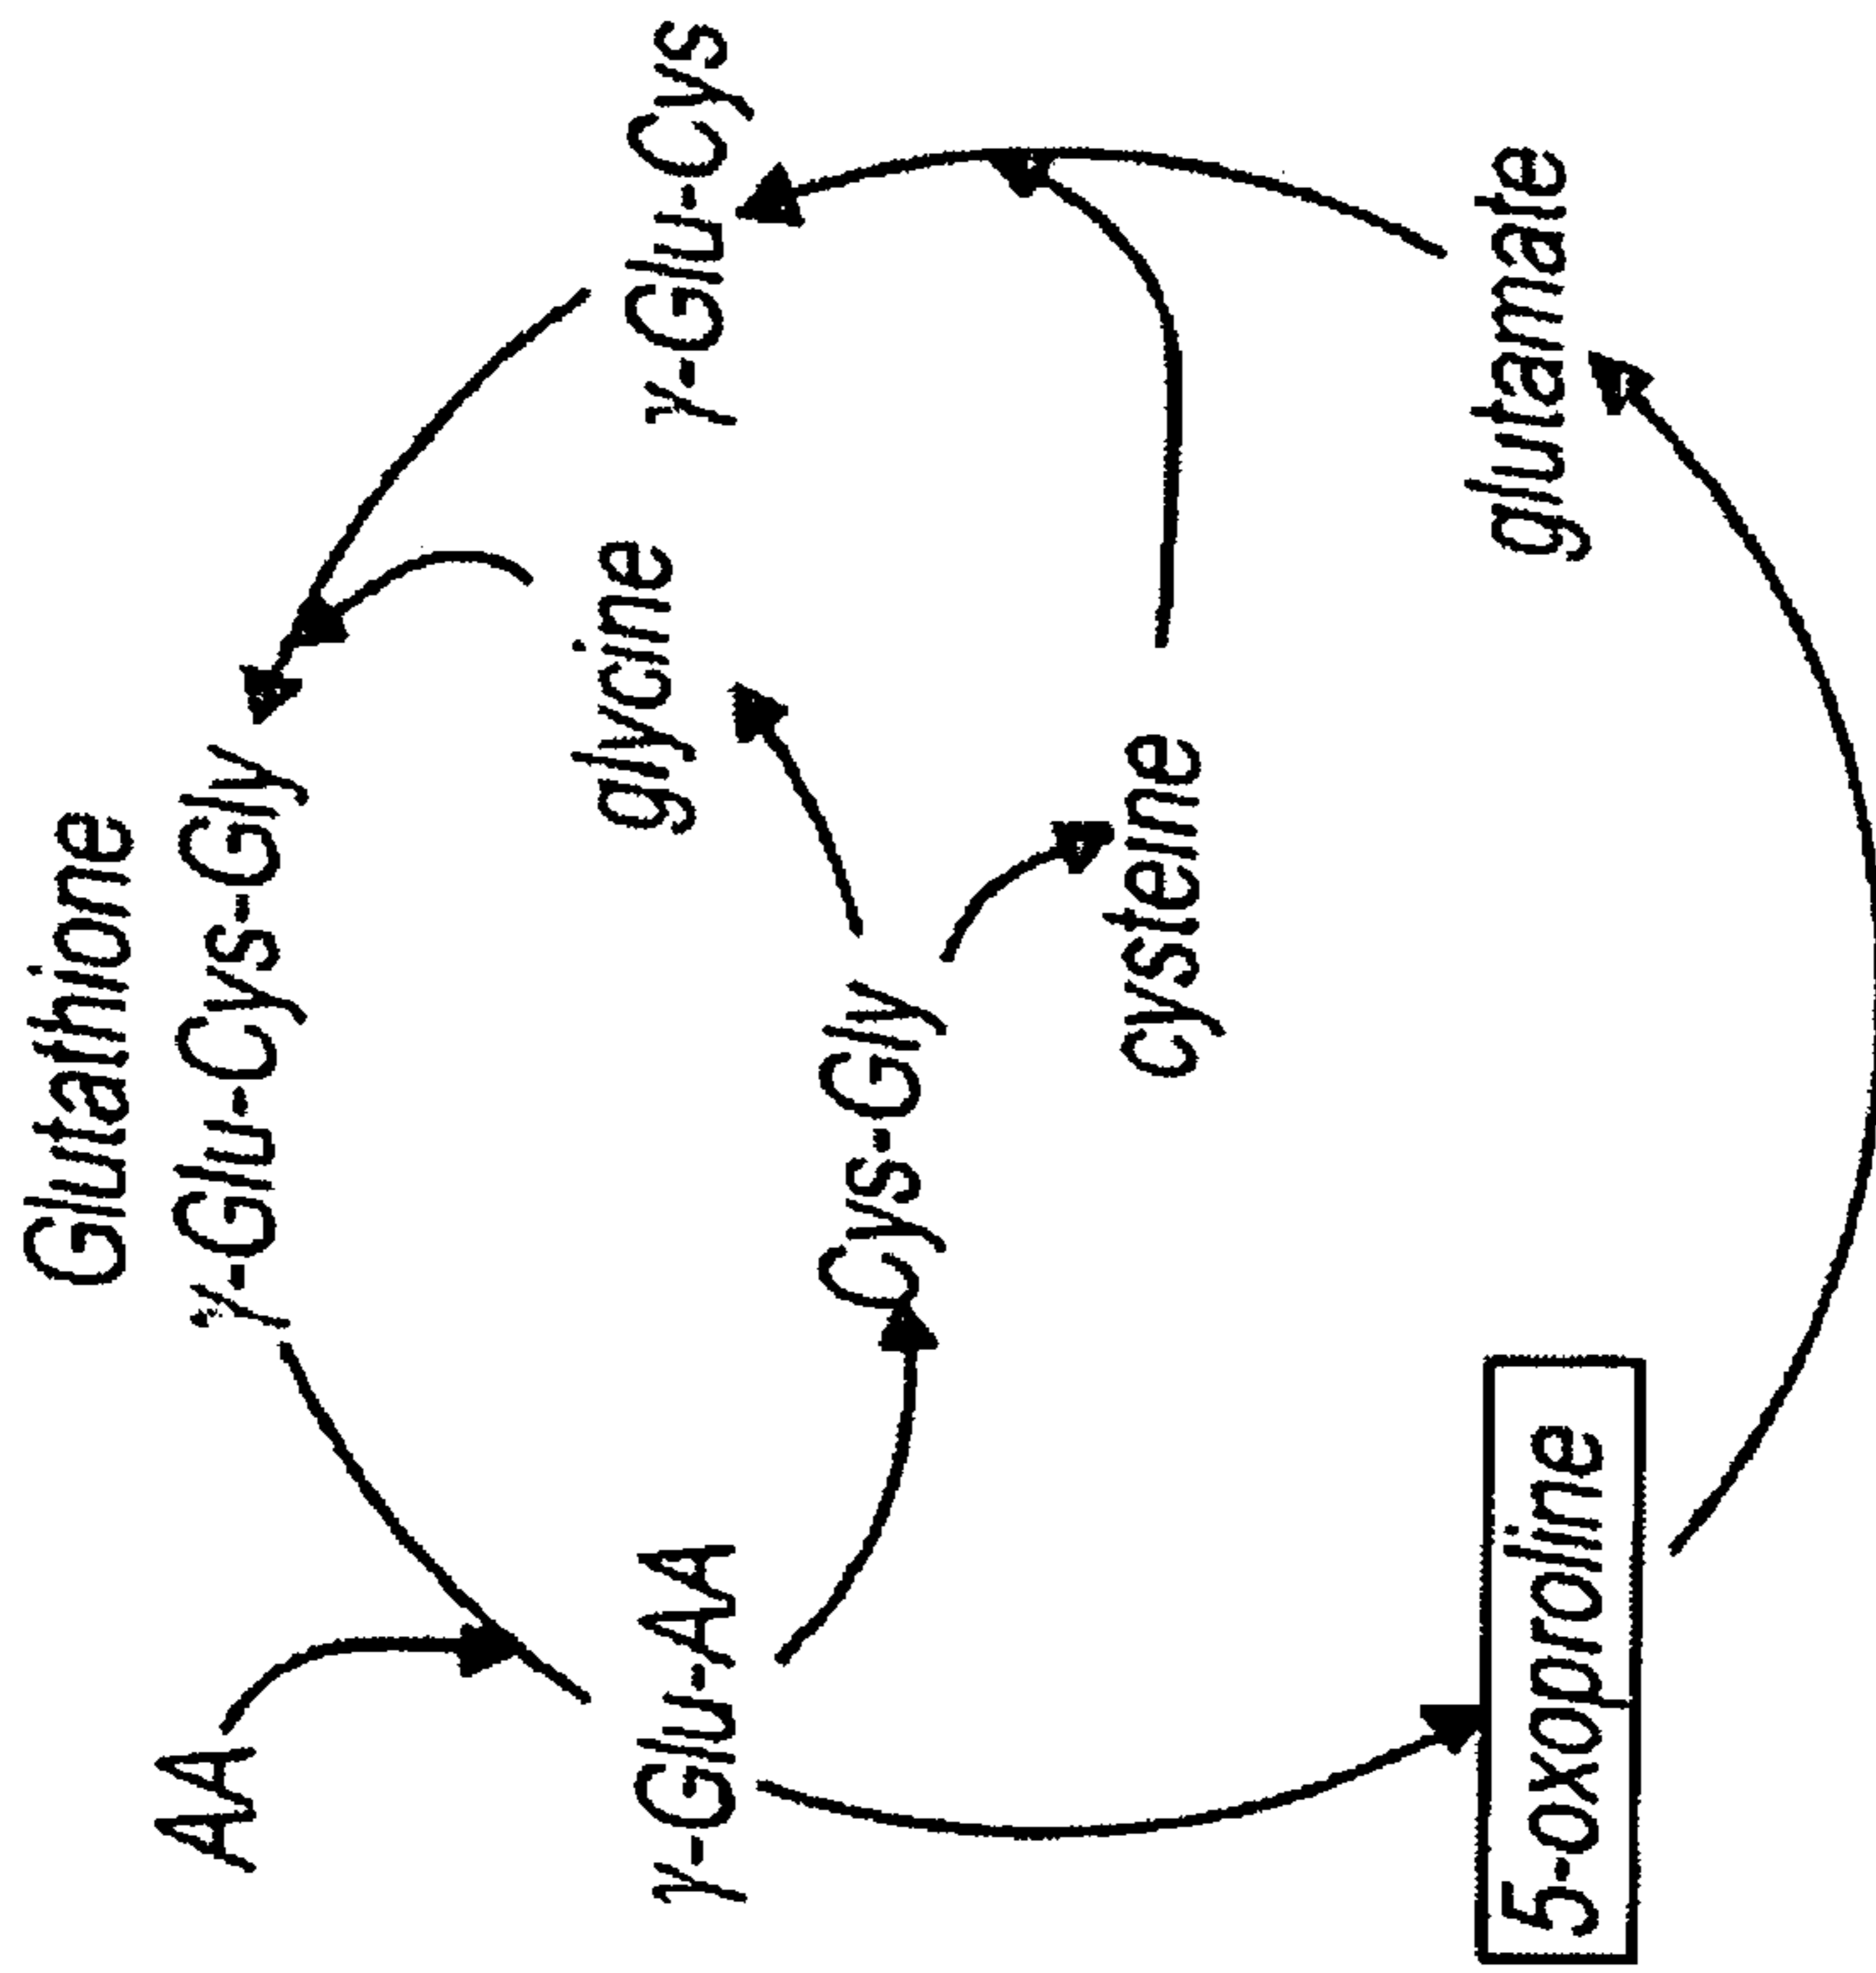 Glutathione
γ-Glu-Cys-Gly
AA
γ-Glu-AA
glycine
γ-Glu-Cys
Cys-Gly
cysteine
5-oxoproline
glutamate